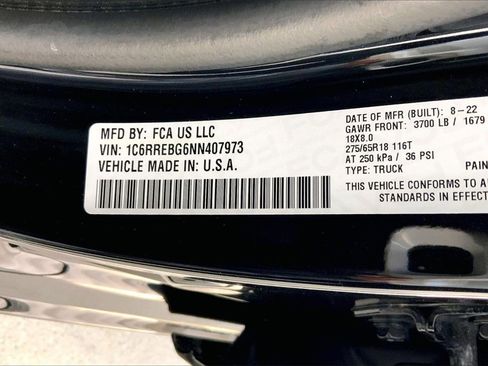 MFD BY: FCA US LLC
VIN: 1C6RREBG6NN407973
VEHICLE MADE IN: U.S.A.
DATE OF MFR (BUILT): 8-22
GAWR FRONT: 3700 LB / 1679
18X8.0
275/65R18 116T
AT 250 kPa / 36 PSI
TYPE: TRUCK PAIN
THIS VEHICLE CONFORMS TO A
STANDARDS IN EFFECT